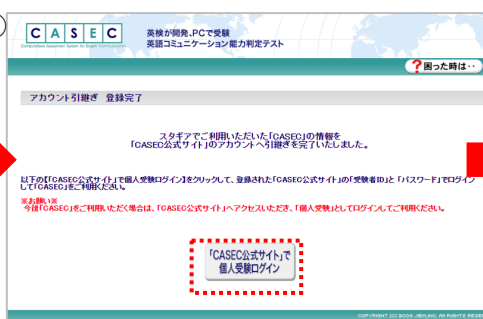 CASEC
Computerized Assessment System for English Communication
英検が開発、PCで受験
英語コミュニケーション能力判定テスト
?困った時は‥
アカウント引継ぎ 登録完了
スタギアでご利用いただいた「CASEC」の情報を
「CASEC公式サイト」のアカウントへ引継ぎを完了いたしました。
以下の【「CASEC公式サイト」で個人受験ログイン】をクリックして、登録された「CASEC公式サイト」の「受験者ID」と「パスワード」でログイン
して「CASEC」をご利用ください。
※お願い※
今後「CASEC」をご利用いただく場合は、「CASEC公式サイト」へアクセスいただき、「個人受験」としてログインしてご利用ください。
「CASEC公式サイト」で
個人受験ログイン
COPYRIGHT (C) 2009 JIEM,INC. All RIGHTS RESE